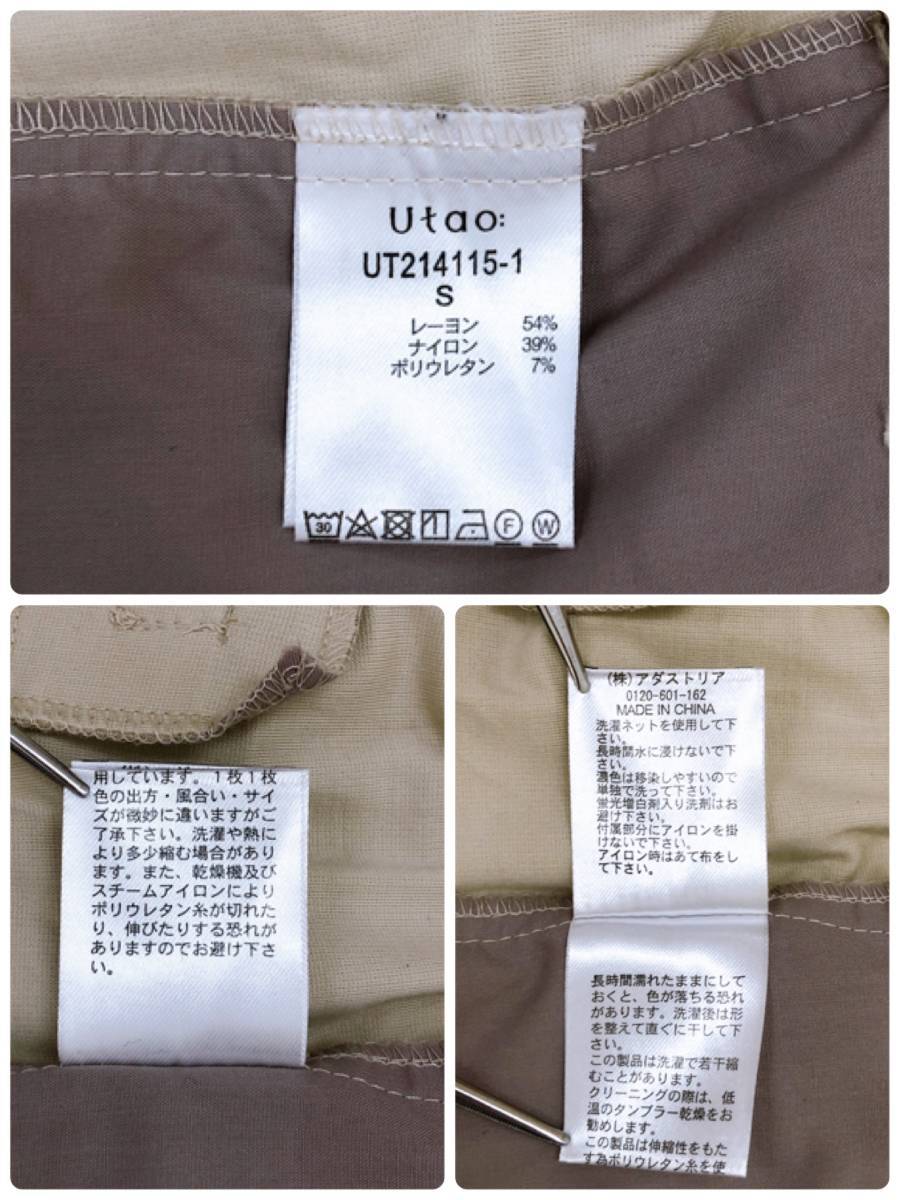 Utao:
UT214115-1
S
レーヨン 54%
ナイロン 39%
ポリウレタン 7%
30 F W
用しています。1枚1枚
色の出方・風合い・サイ
ズが微妙に違いますがご
了承下さい。洗濯や熱に
より多少縮む場合があり
ます。また、乾燥機及び
スチームアイロンにより
ポリウレタン糸が切れた
り、伸びたりする恐れが
ありますのでお避け下さ
い。
(株)アダストリア
0120-601-162
MADE IN CHINA
洗濯ネットを使用して下
さい。
長時間水に浸けないで下
さい。
濃色は移染しやすいので
単独で洗って下さい。
蛍光増白剤入り洗剤はお
避け下さい。
付属部分にアイロンを掛
けないで下さい。
アイロン時はあて布をし
て下さい。
長時間濡れたままにして
おくと、色が落ちる恐れ
があります。洗濯後は形
を整えて直ぐに干して下
さい。
この製品は洗濯で若干縮
むことがあります。
クリーニングの際は、低
温のタンブラー乾燥をお
勧めします。
この製品は伸縮性をもた
す為ポリウレタン糸を使